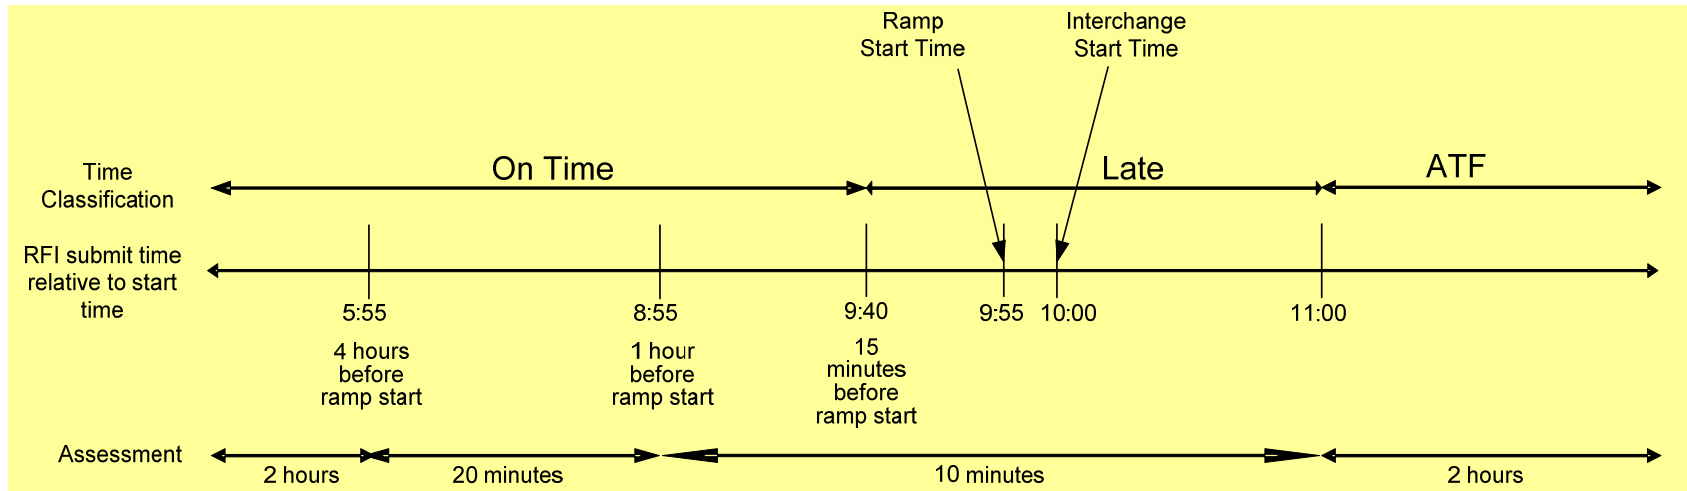 Ramp
Start Time
Interchange
Start Time
Time
Classification
On Time
Late
ATF
RFI submit time
relative to start
time
5:55
8:55
9:40
9:55
10:00
11:00
4 hours
before
ramp start
1 hour
before
ramp start
15
minutes
before
ramp start
Assessment
2 hours
20 minutes
10 minutes
2 hours